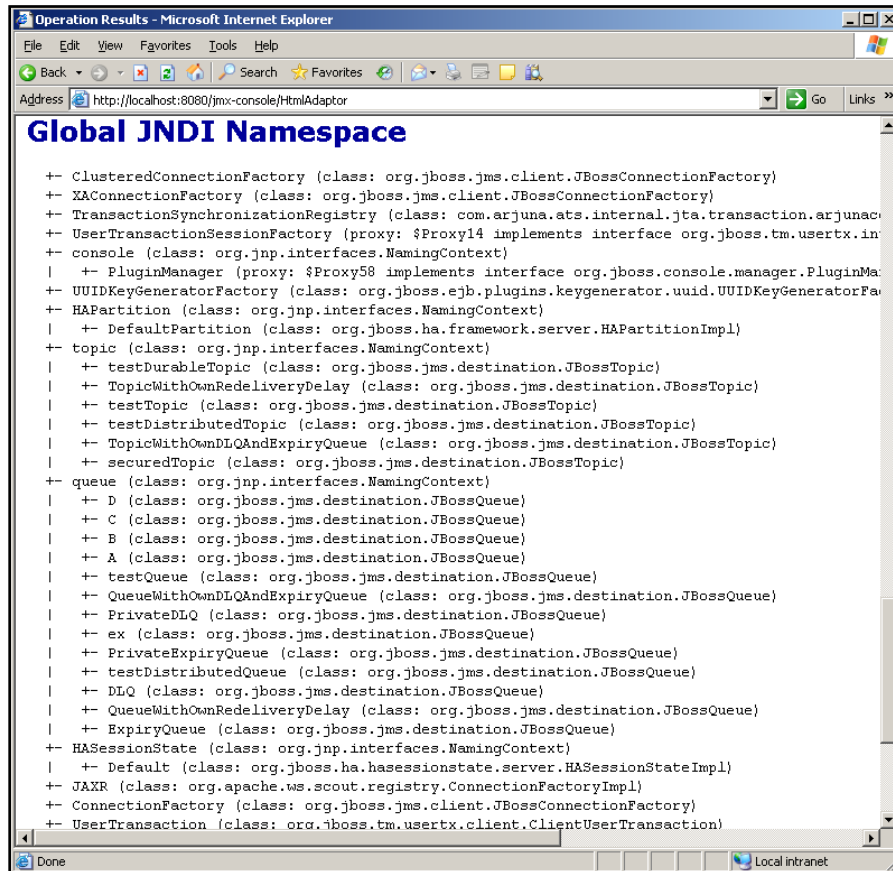 Operation Results - Microsoft Internet Explorer
File Edit View Favorites Tools Help
Back Search Favorites
Address http://localhost:8080/jmx-console/HtmlAdaptor Go Links »
Global JNDI Namespace
+- ClusteredConnectionFactory (class: org.jboss.jms.client.JBossConnectionFactory)
+- XAConnectionFactory (class: org.jboss.jms.client.JBossConnectionFactory)
+- TransactionSynchronizationRegistry (class: com.arjuna.ats.internal.jta.transaction.arjunac
+- UserTransactionSessionFactory (proxy: $Proxy14 implements interface org.jboss.tm.usertx.in
+- console (class: org.jnp.interfaces.NamingContext)
| +- PluginManager (proxy: $Proxy58 implements interface org.jboss.console.manager.PluginMa
+- UUIDKeyGeneratorFactory (class: org.jboss.ejb.plugins.keygenerator.uuid.UUIDKeyGeneratorFa
+- HAPartition (class: org.jnp.interfaces.NamingContext)
| +- DefaultPartition (class: org.jboss.ha.framework.server.HAPartitionImpl)
+- topic (class: org.jnp.interfaces.NamingContext)
| +- testDurableTopic (class: org.jboss.jms.destination.JBossTopic)
| +- TopicWithOwnRedeliveryDelay (class: org.jboss.jms.destination.JBossTopic)
| +- testTopic (class: org.jboss.jms.destination.JBossTopic)
| +- testDistributedTopic (class: org.jboss.jms.destination.JBossTopic)
| +- TopicWithOwnDLQAndExpiryQueue (class: org.jboss.jms.destination.JBossTopic)
| +- securedTopic (class: org.jboss.jms.destination.JBossTopic)
+- queue (class: org.jnp.interfaces.NamingContext)
| +- D (class: org.jboss.jms.destination.JBossQueue)
| +- C (class: org.jboss.jms.destination.JBossQueue)
| +- B (class: org.jboss.jms.destination.JBossQueue)
| +- A (class: org.jboss.jms.destination.JBossQueue)
| +- testQueue (class: org.jboss.jms.destination.JBossQueue)
| +- QueueWithOwnDLQAndExpiryQueue (class: org.jboss.jms.destination.JBossQueue)
| +- PrivateDLQ (class: org.jboss.jms.destination.JBossQueue)
| +- ex (class: org.jboss.jms.destination.JBossQueue)
| +- PrivateExpiryQueue (class: org.jboss.jms.destination.JBossQueue)
| +- testDistributedQueue (class: org.jboss.jms.destination.JBossQueue)
| +- DLQ (class: org.jboss.jms.destination.JBossQueue)
| +- QueueWithOwnRedeliveryDelay (class: org.jboss.jms.destination.JBossQueue)
| +- ExpiryQueue (class: org.jboss.jms.destination.JBossQueue)
+- HASessionState (class: org.jnp.interfaces.NamingContext)
| +- Default (class: org.jboss.ha.hasessionstate.server.HASessionStateImpl)
+- JAXR (class: org.apache.ws.scout.registry.ConnectionFactoryImpl)
+- ConnectionFactory (class: org.jboss.jms.client.JBossConnectionFactory)
+- UserTransaction (class: org.jboss.tm.usertx.client.ClientUserTransaction)
Done Local intranet